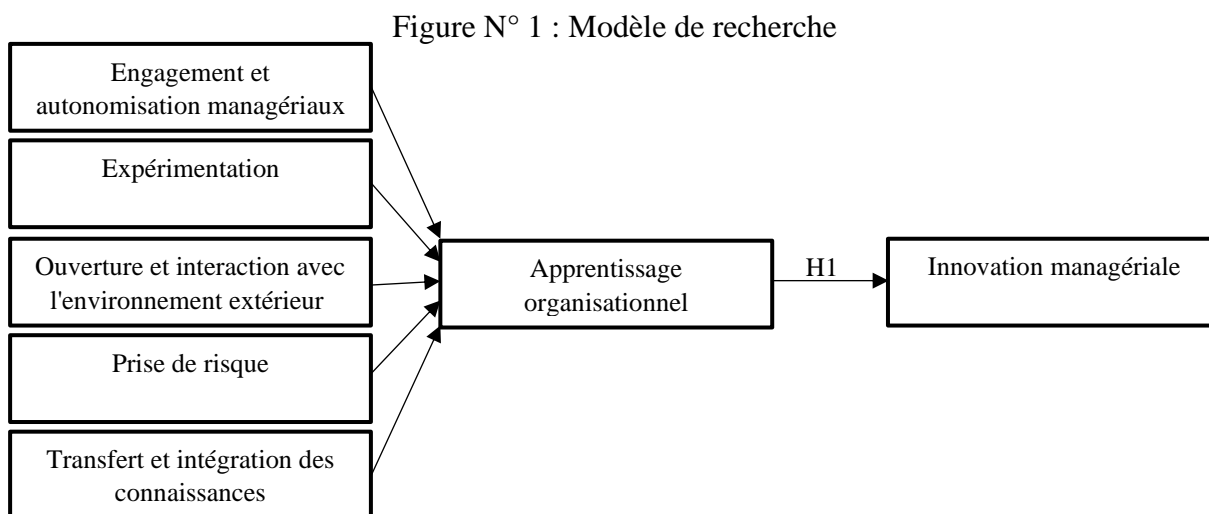 Figure N° 1 : Modèle de recherche
Engagement et
autonomisation managériaux
Expérimentation
Ouverture et interaction avec
l'environnement extérieur
Prise de risque
Transfert et intégration des
connaissances
Apprentissage
organisationnel
H1
Innovation managériale